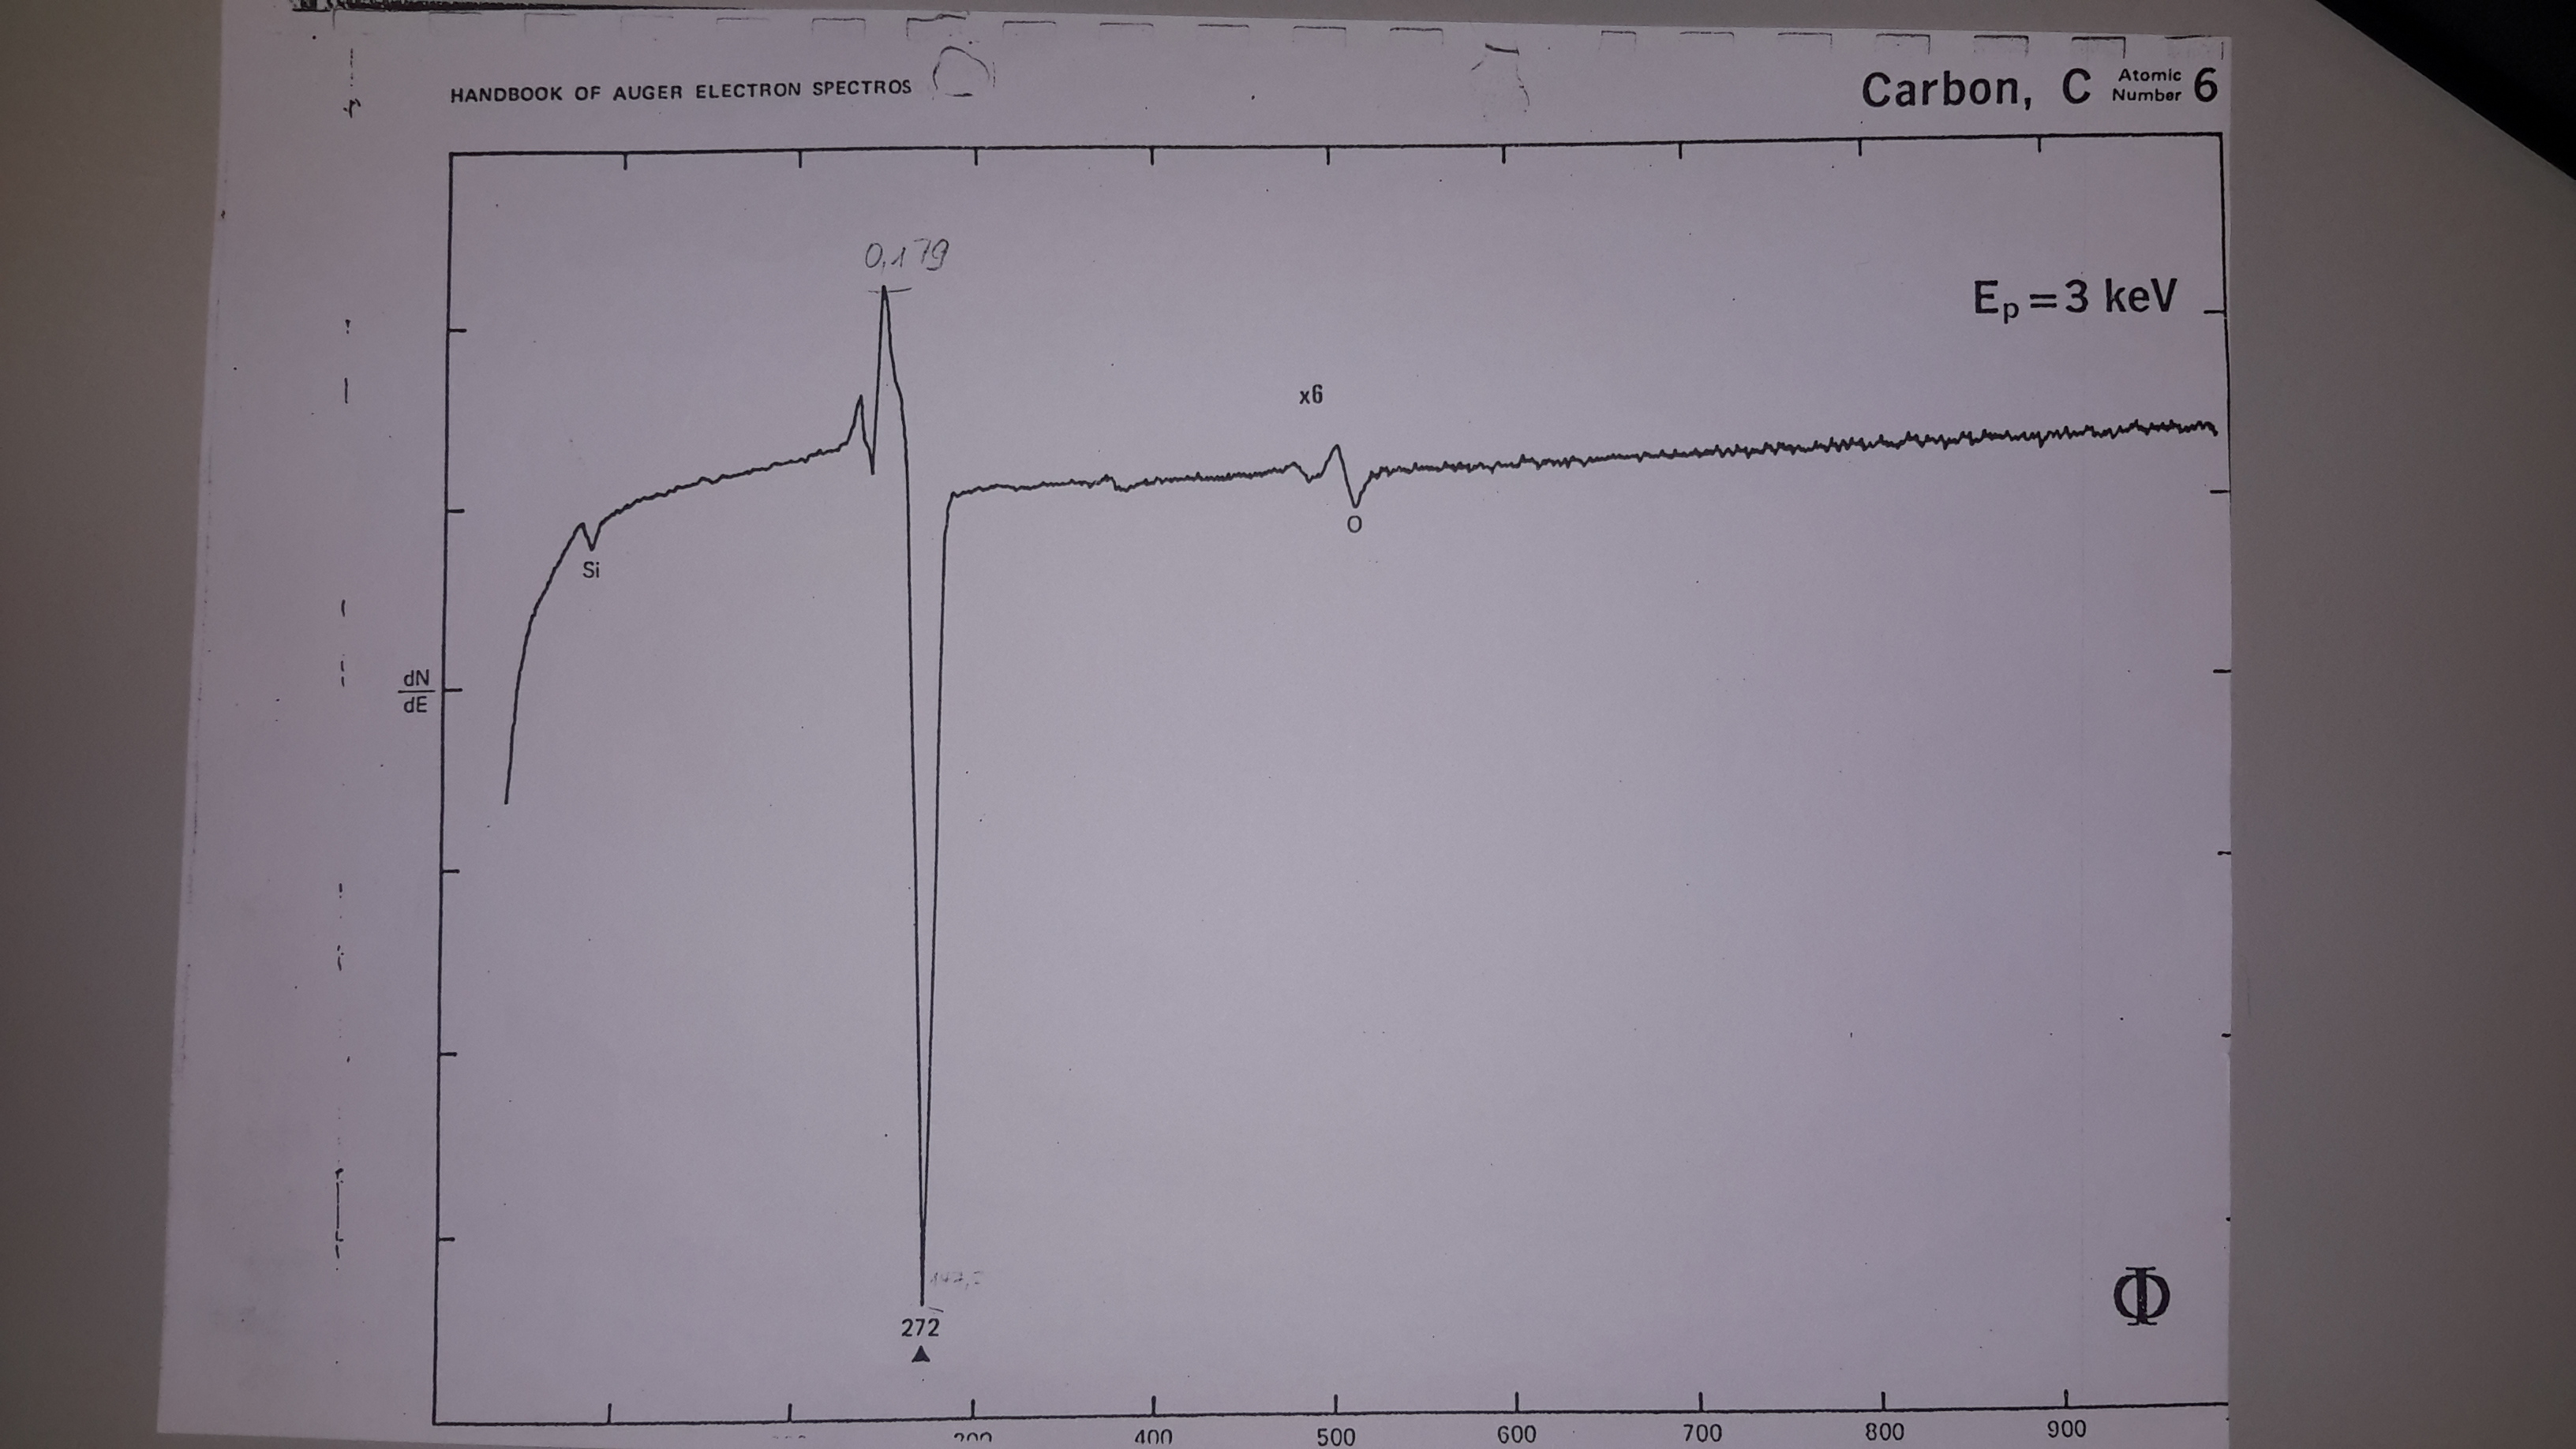 HANDBOOK OF AUGER ELECTRON SPECTROS
Carbon, C Atomic Number 6
0,179
Ep = 3 keV
x6
Si
O
dN
dE
272
Φ
400 500 600 700 800 900